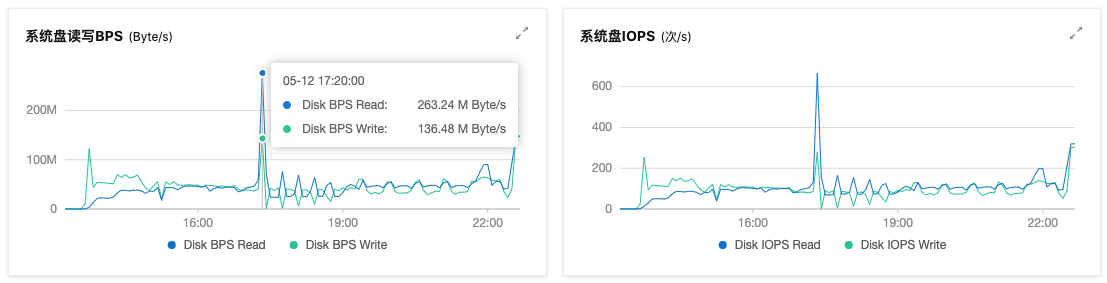 系统盘读写BPS (Byte/s)
05-12 17:20:00
Disk BPS Read: 263.24 M Byte/s
Disk BPS Write: 136.48 M Byte/s
200M
100M
0
16:00 19:00 22:00
Disk BPS Read Disk BPS Write
系统盘IOPS (次/s)
600
400
200
0
16:00 19:00 22:00
Disk IOPS Read Disk IOPS Write